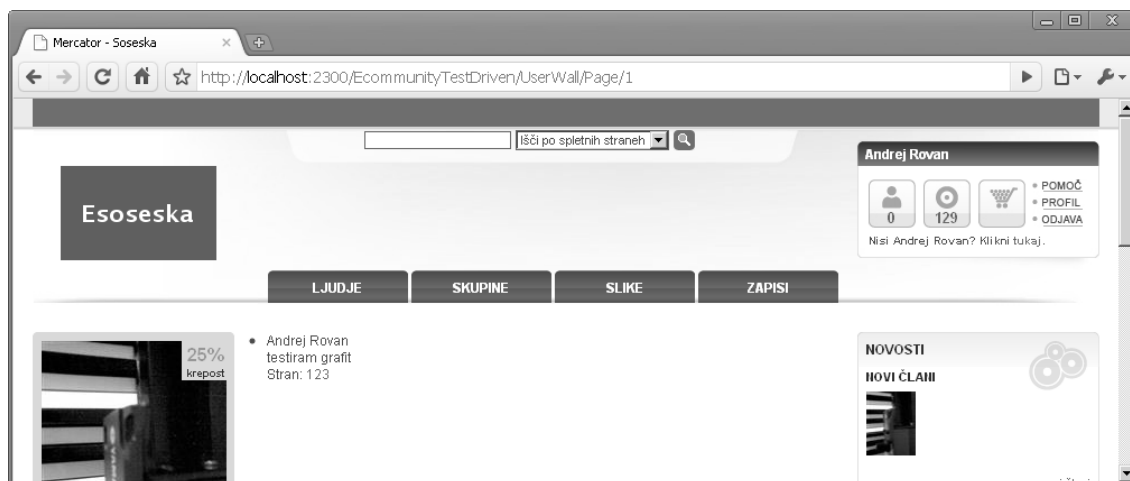 Mercator - Soseska
http://localhost:2300/EcommunityTestDriven/UserWall/Page/1
Išči po spletnih straneh
Andrej Rovan
Esoseska
0 129
POMOČ
PROFIL
ODJAVA
Nisi Andrej Rovan? Klikni tukaj.
LJUDJE SKUPINE SLIKE ZAPISI
25%
krepost
Andrej Rovan
testiram grafit
Stran: 123
NOVOSTI
NOVI ČLANI